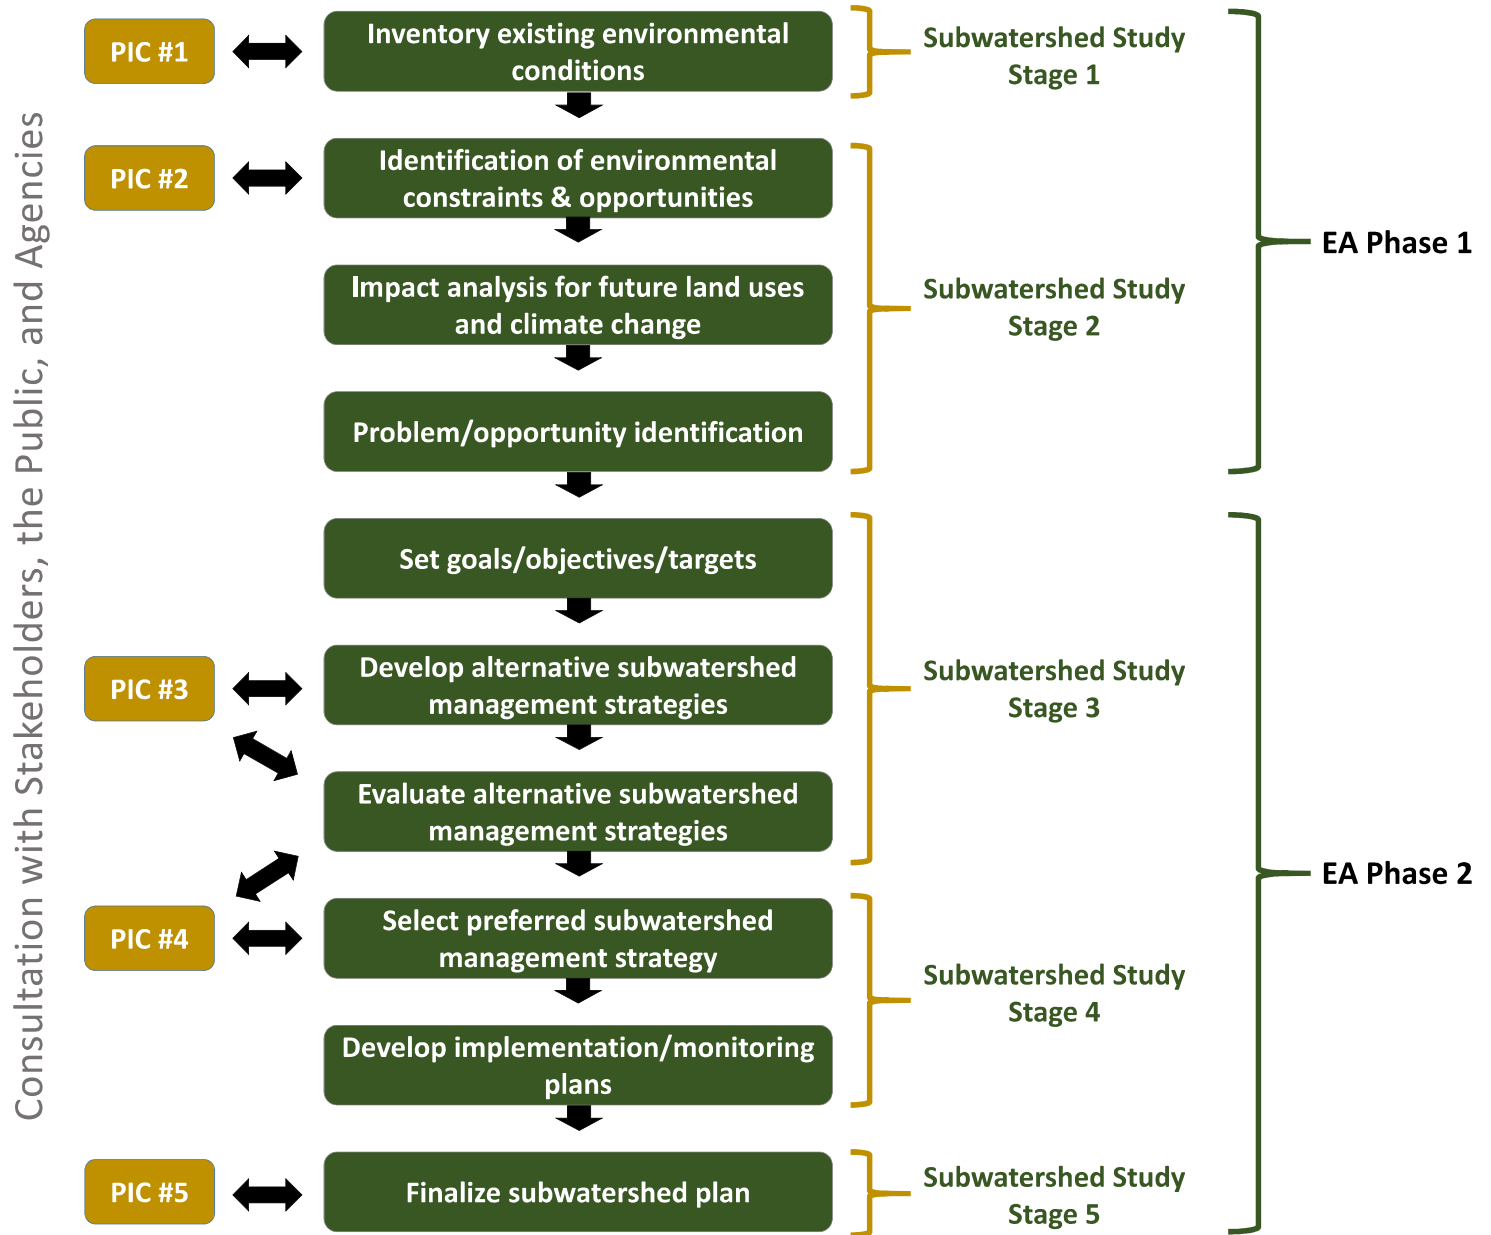 Consultation with Stakeholders, the Public, and Agencies
PIC #1
Inventory existing environmental
conditions
Subwatershed Study
Stage 1
PIC #2
Identification of environmental
constraints & opportunities
Impact analysis for future land uses
and climate change
Subwatershed Study
Stage 2
Problem/opportunity identification
EA Phase 1
Set goals/objectives/targets
PIC #3
Develop alternative subwatershed
management strategies
Subwatershed Study
Stage 3
Evaluate alternative subwatershed
management strategies
EA Phase 2
PIC #4
Select preferred subwatershed
management strategy
Subwatershed Study
Stage 4
Develop implementation/monitoring
plans
PIC #5
Finalize subwatershed plan
Subwatershed Study
Stage 5